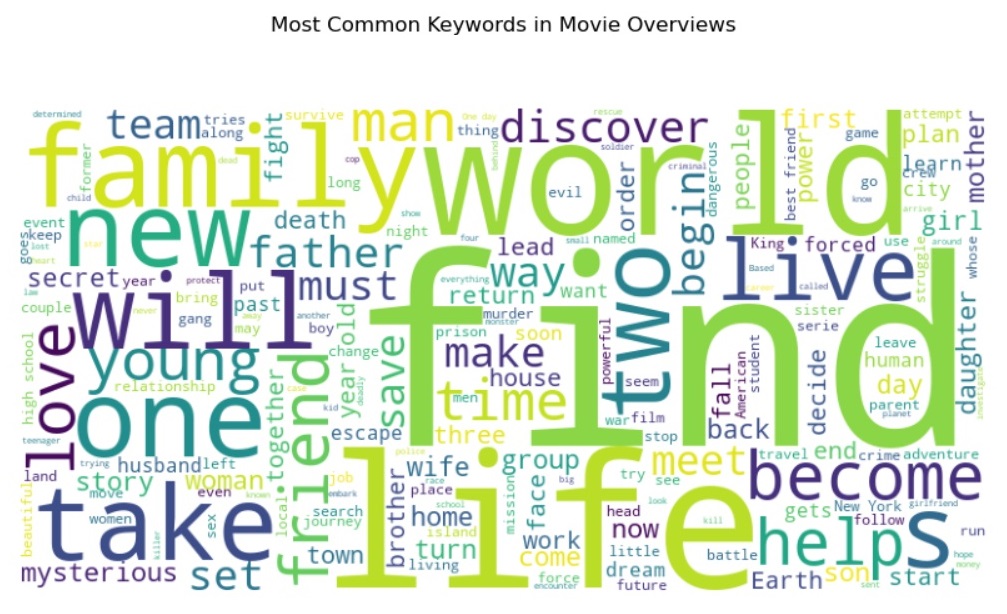 Most Common Keywords in Movie Overviews
determined
team
tries
along
fight
survive
man
One day
thing
discover
rescue
first
attempt
plan
mother
family
world
former
dead
cop
child
long
behind
soldier
evil
criminal
order
dangerous
people
best friend
power
game
go
know
learn
crew
city
arrive
girl
new
event
keep
goes
lost
heart
star
death
night
show
father
four
lead
small
named
begin
King
forced
use
around
struggle
whose
secret
year
protect
must
everything
way
return
want
two
live
Based
career
called
couple
law
will
never
bring
put
past
gang
away
may
another
boy
old
find
murder
monster
prison
soon
powerful
sister
serie
daughter
love
high school
young
relationship
friend
change
year
deadly
save
make
house
men
time
seem
fall
American
student
decide
leave
human
day
parent
planet
investigate
one
case
kid
together
escape
three
war
film
stop
back
teenager
trying
husband
left
land
story
woman
police
wife
race
group
big
try
see
meet
travel
end
crime
adventure
become
beautiful
move
even
known
women
take
sex
killer
local
job
embark
search
journey
brother
place
school
home
island
mission
face
life
look
head
now
kill
gets
New York
girlfriend
follow
run
mysterious
set
town
living
turn
work
come
force
encounter
little
dream
future
battle
helps
Earth
son
sent
start
hope
money